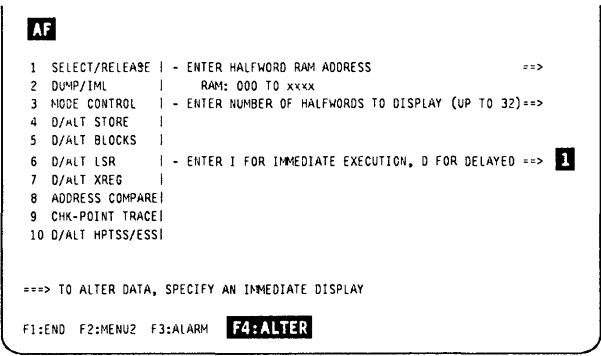 AF
1 SELECT/RELEASE | - ENTER HALFWORD RAM ADDRESS ==>
2 DUMP/IML | RAM: 000 TO xxxx
3 MODE CONTROL | - ENTER NUMBER OF HALFWORDS TO DISPLAY (UP TO 32)==>
4 D/ALT STORE |
5 D/ALT BLOCKS |
6 D/ALT LSR | - ENTER I FOR IMMEDIATE EXECUTION, D FOR DELAYED ==> 1
7 D/ALT XREG |
8 ADDRESS COMPARE|
9 CHK-POINT TRACE|
10 D/ALT HPTSS/ESS|
===> TO ALTER DATA, SPECIFY AN IMMEDIATE DISPLAY
F1:END F2:MENU2 F3:ALARM F4:ALTER